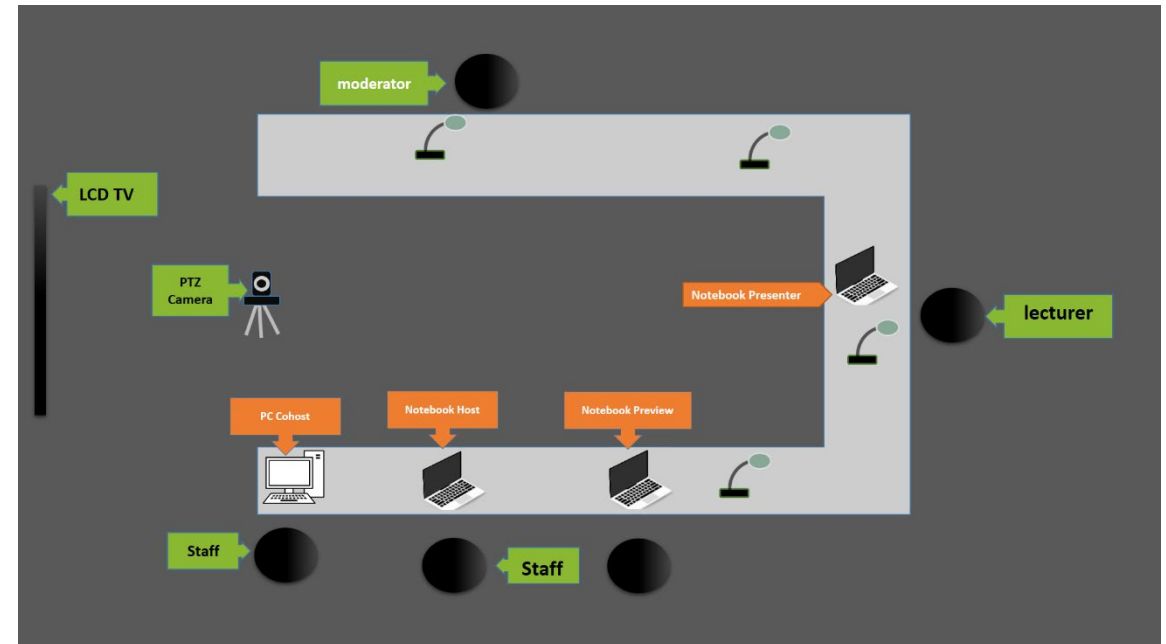 moderator
LCD TV
PTZ
Camera
Notebook Presenter
lecturer
PC Cohost
Notebook Host
Notebook Preview
Staff
Staff